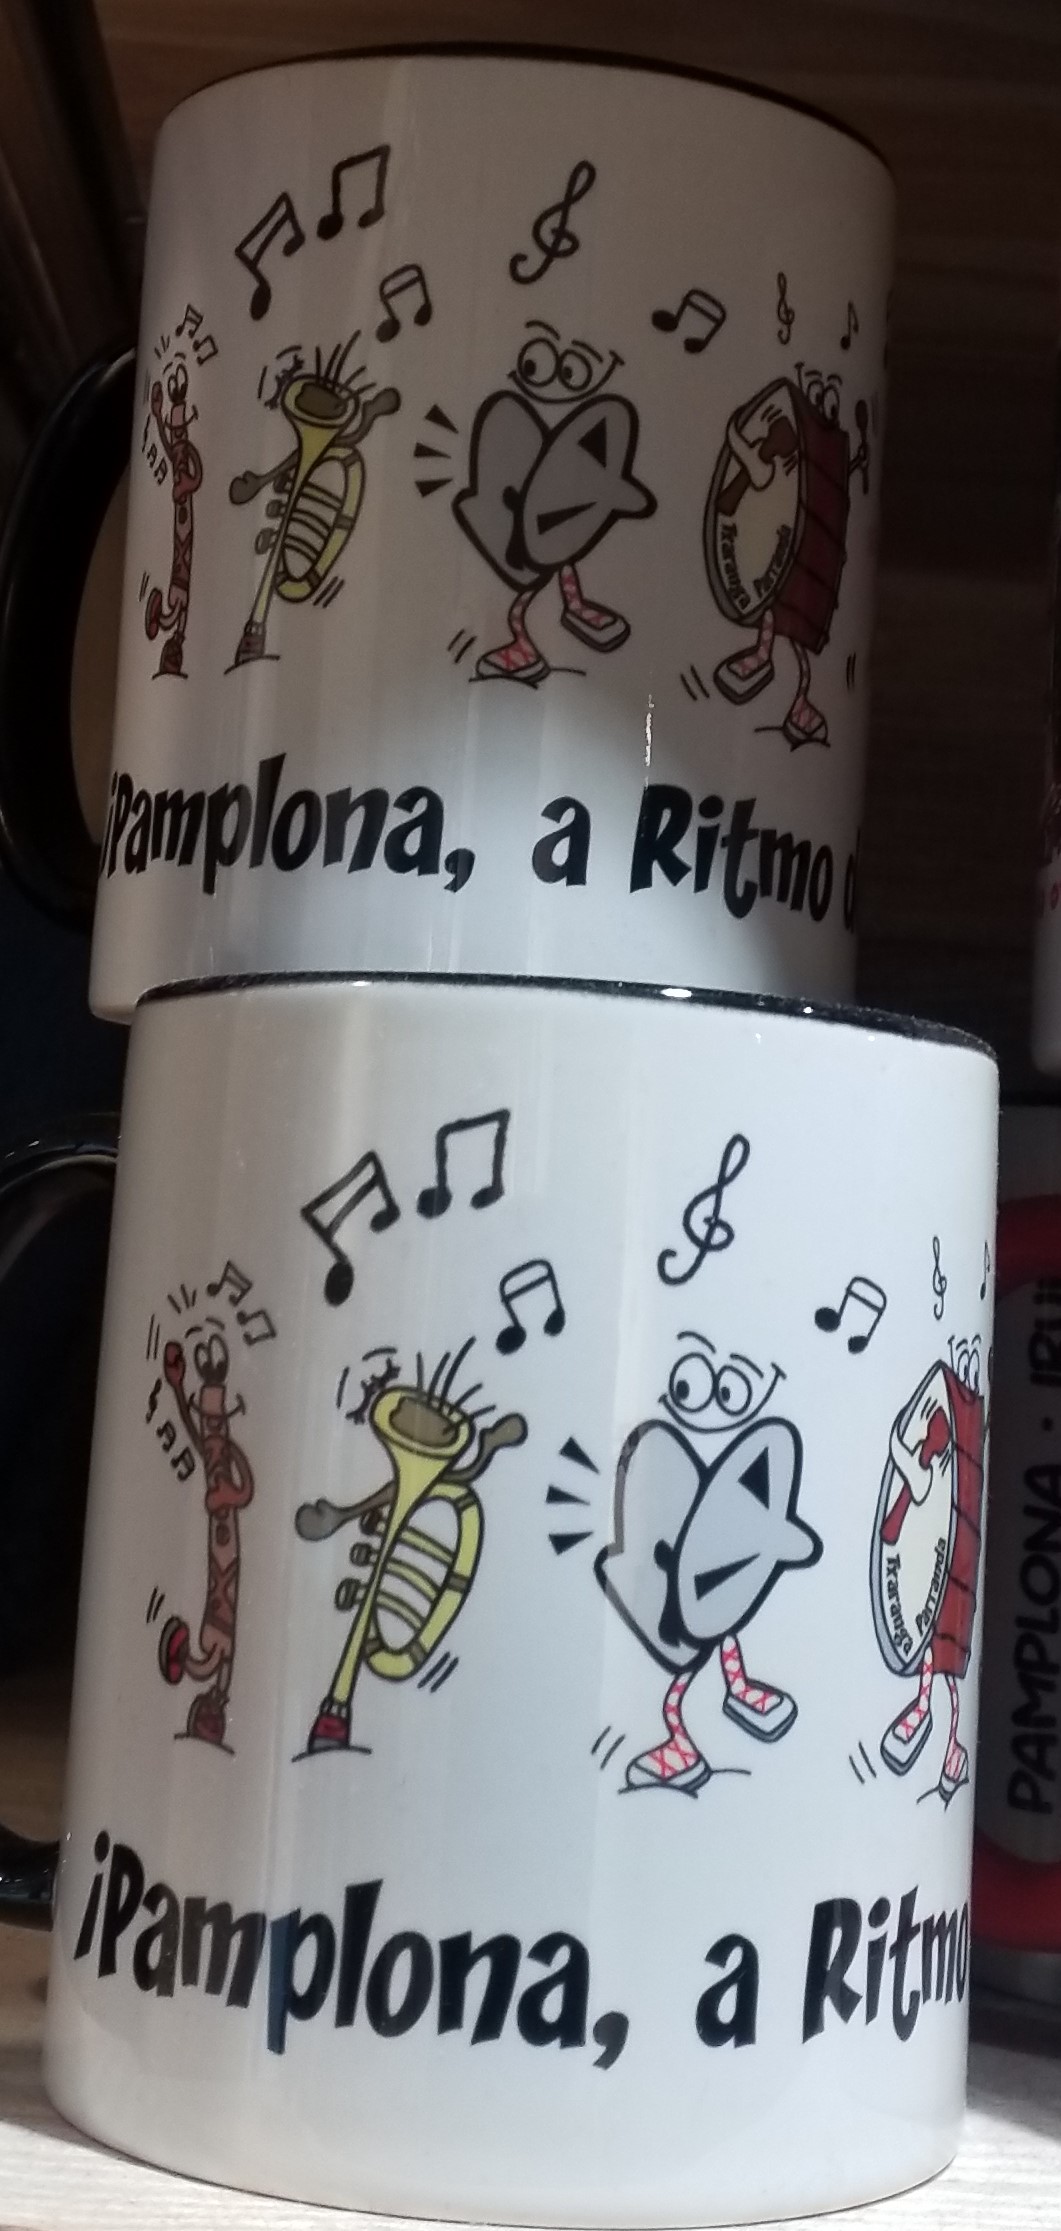 Txaranga
Parranda
¡Pamplona, a Ritmo d
Txaranga
Parranda
¡Pamplona, a Ritmo
PAMPLONA · IRU